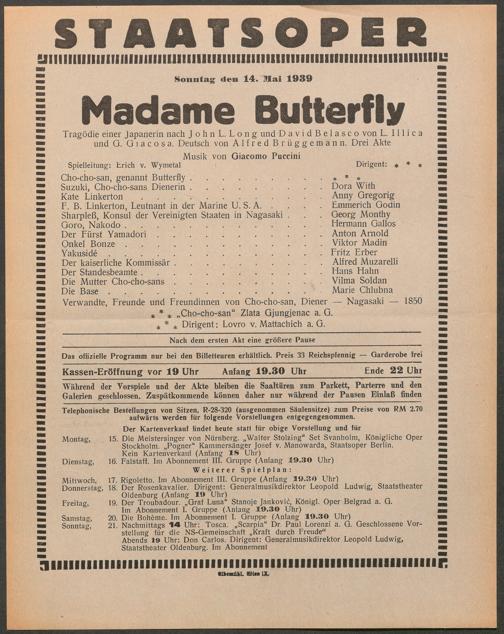 STAATSOPER
Sonntag den 14. Mai 1939
Madame Butterfly
Tragödie einer Japanerin nach John L. Long und David Belasco von L. Illica
und G. Giacosa. Deutsch von Alfred Brüggemann. Drei Akte
Musik von Giacomo Puccini
Spielleitung: Erich v. Wymetal Dirigent: * * *
Cho-cho-san, genannt Butterfly . . . . . . . . . * * *
Suzuki, Cho-cho-sans Dienerin . . . . . . . . . Dora With
Kate Linkerton . . . . . . . . . Anny Gregorig
F. B. Linkerton, Leutnant in der Marine U. S. A. . . . . . . Emmerich Godin
Sharpleß, Konsul der Vereinigten Staaten in Nagasaki . . . . Georg Monthy
Goro, Nakodo . . . . . . . . . Hermann Gallos
Der Fürst Yamadori . . . . . . . . . Anton Arnold
Onkel Bonze . . . . . . . . . Viktor Madin
Yakusidé . . . . . . . . . Fritz Erber
Der kaiserliche Kommissär . . . . . . . . . Alfred Muzarelli
Der Standesbeamte . . . . . . . . . Hans Hahn
Die Mutter Cho-cho-sans . . . . . . . . . Vilma Soldan
Die Base . . . . . . . . . Marie Chlubna
Verwandte, Freunde und Freundinnen von Cho-cho-san, Diener — Nagasaki — 1850
* * * „Cho-cho-san“ Zlata Gjungjenac a. G.
* * * Dirigent: Lovro v. Mattachich a. G.
Nach dem ersten Akt eine größere Pause
Das offizielle Programm nur bei den Billetteuren erhältlich. Preis 33 Reichspfennig — Garderobe frei
Kassen-Eröffnung vor 19 Uhr Anfang 19.30 Uhr Ende 22 Uhr
Während der Vorspiele und der Akte bleiben die Saaltüren zum Parkett, Parterre und den
Galerien geschlossen. Zuspätkommende können daher nur während der Pausen Einlaß finden
Telephonische Bestellungen von Sitzen, R-28-320 (ausgenommen Säulensitze) zum Preise von RM 2.70
aufwärts werden für folgende Vorstellungen entgegengenommen.
Der Kartenverkauf findet heute statt für obige Vorstellung und für
Montag, 15. Die Meistersinger von Nürnberg. „Walter Stolzing“ Set Svanholm, Königliche Oper
Stockholm. „Pogner“ Kammersänger Josef v. Manowarda, Staatsoper Berlin.
Kein Kartenverkauf (Anfang 18 Uhr)
Dienstag, 16. Falstaff. Im Abonnement III. Gruppe (Anfang 19.30 Uhr)
Weiterer Spielplan:
Mittwoch, 17. Rigoletto. Im Abonnement III. Gruppe (Anfang 19.30 Uhr)
Donnerstag, 18. Der Rosenkavalier. Dirigent: Generalmusikdirektor Leopold Ludwig, Staatstheater
Oldenburg (Anfang 19 Uhr)
Freitag, 19. Der Troubadour. „Graf Luna“ Stanoje Janković, Königl. Oper Belgrad a. G.
Im Abonnement I. Gruppe (Anfang 19.30 Uhr)
Samstag, 20. Die Bohème. Im Abonnement I. Gruppe (Anfang 19.30 Uhr)
Sonntag, 21. Nachmittags 14 Uhr: Tosca. „Scarpia“ Dr Paul Lorenzi a. G. Geschlossene Vor-
stellung für die NS-Gemeinschaft „Kraft durch Freude“
Abends 19 Uhr: Don Carlos. Dirigent: Generalmusikdirektor Leopold Ludwig,
Staatstheater Oldenburg. Im Abonnement